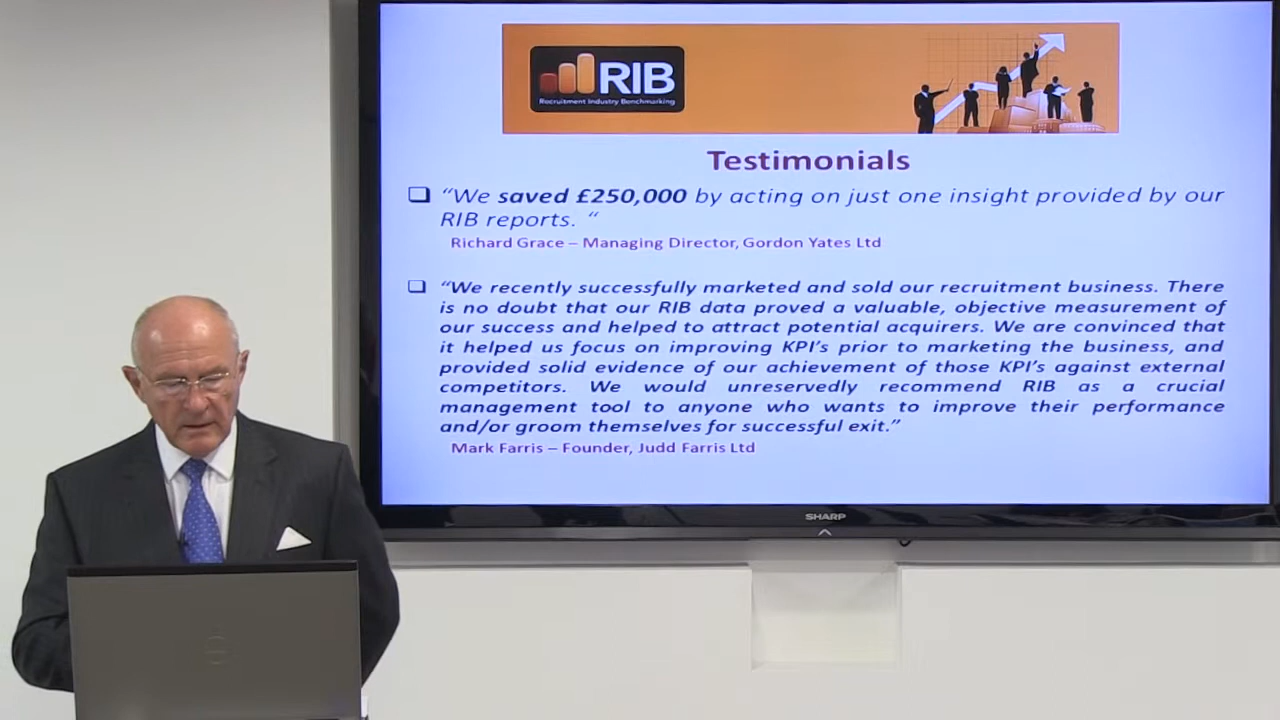 RIB
Recruitment Industry Benchmarking
Testimonials
“We saved £250,000 by acting on just one insight provided by our
RIB reports. “
Richard Grace – Managing Director, Gordon Yates Ltd
“We recently successfully marketed and sold our recruitment business. There
is no doubt that our RIB data proved a valuable, objective measurement of
our success and helped to attract potential acquirers. We are convinced that
it helped us focus on improving KPI’s prior to marketing the business, and
provided solid evidence of our achievement of those KPI’s against external
competitors. We would unreservedly recommend RIB as a crucial
management tool to anyone who wants to improve their performance
and/or groom themselves for successful exit.”
Mark Farris – Founder, Judd Farris Ltd
SHARP